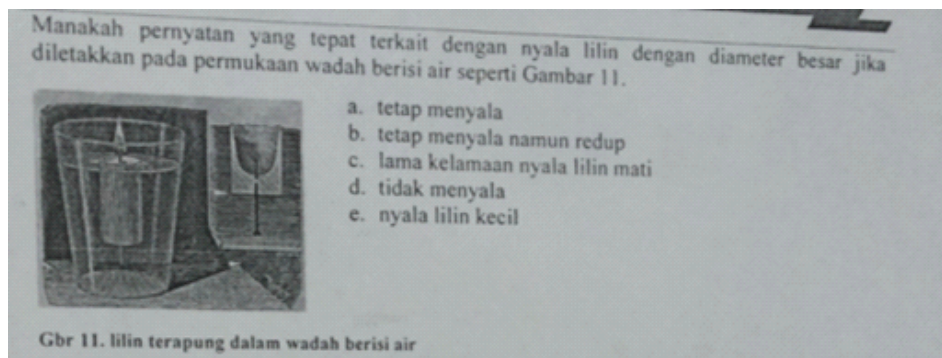 Manakah pernyatan yang tepat terkait dengan nyala lilin dengan diameter besar jika
diletakkan pada permukaan wadah berisi air seperti Gambar 11.
a. tetap menyala
b. tetap menyala namun redup
c. lama kelamaan nyala lilin mati
d. tidak menyala
e. nyala lilin kecil
Gbr 11. lilin terapung dalam wadah berisi air